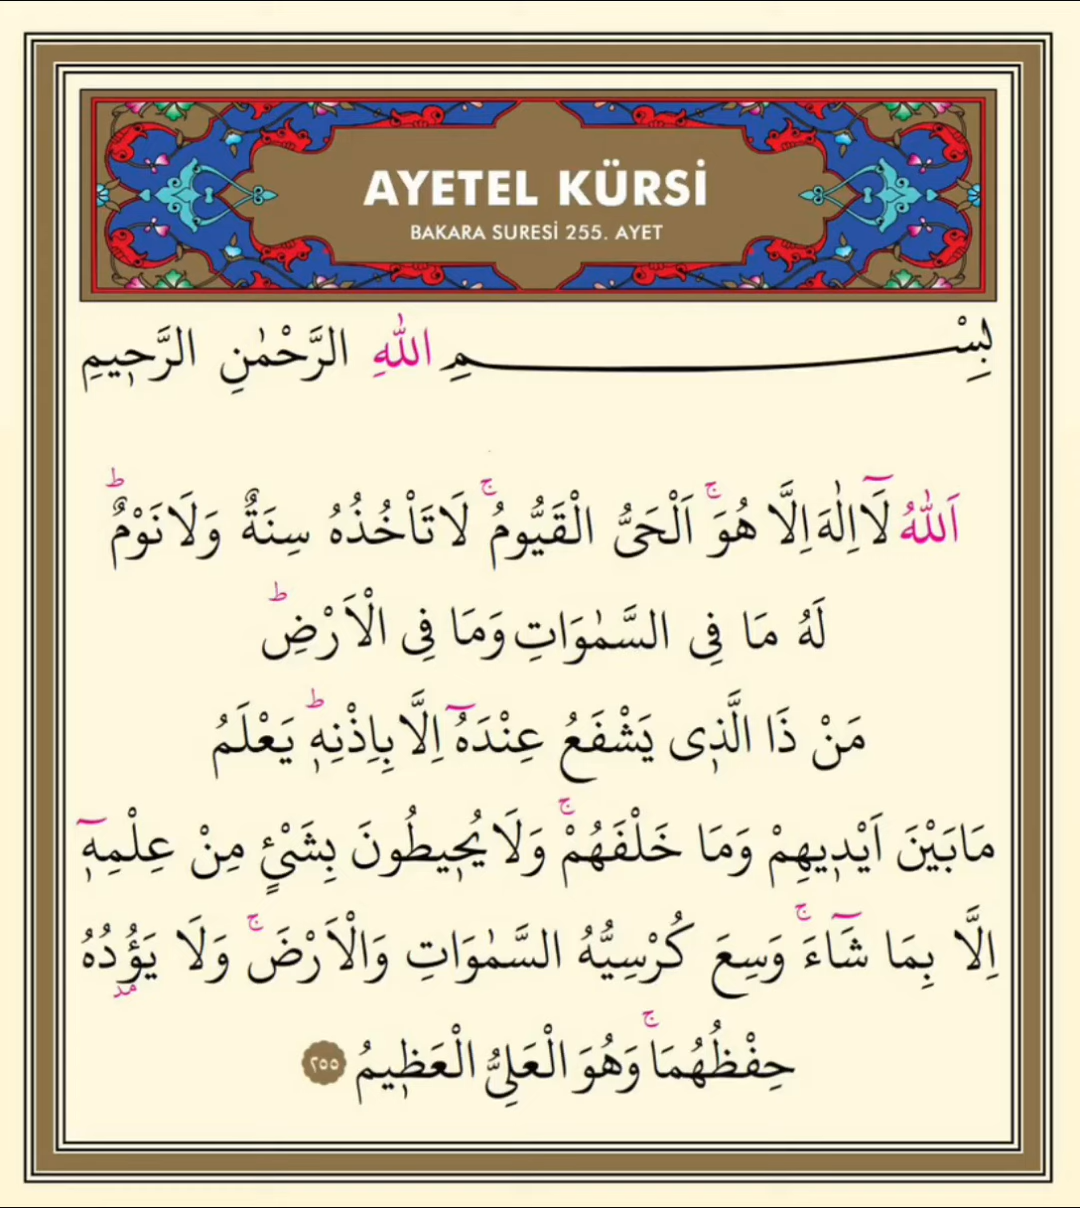 AYETEL KÜRSİ
BAKARA SURESİ 255. AYET
بِسْمِ اللّٰهِ الرَّحْمٰنِ الرَّحٖيمِ
اَللّٰهُ لَٓا اِلٰهَ اِلَّا هُوَۚ اَلْحَىُّ الْقَيُّومُۚ لَا تَاْخُذُهُ سِنَةٌ وَلَا نَوْمٌؕ
لَهُ مَا فِى السَّمٰوَاتِ وَمَا فِى الْاَرْضِؕ
مَنْ ذَا الَّذٖى يَشْفَعُ عِنْدَهُٓ اِلَّا بِاِذْنِهٖؕ يَعْلَمُ
مَا بَيْنَ اَيْدٖيهِمْ وَمَا خَلْفَهُمْۚ وَلَا يُحٖيطُونَ بِشَىْءٍ مِنْ عِلْمِهٖٓ
اِلَّا بِمَا شَٓاءَۚ وَسِعَ كُرْسِيُّهُ السَّمٰوَاتِ وَالْاَرْضَۚ وَلَا يَؤُدُهُ
حِفْظُهُمَاۚ وَهُوَ الْعَلِىُّ الْعَظٖيمُ ٢٥٥